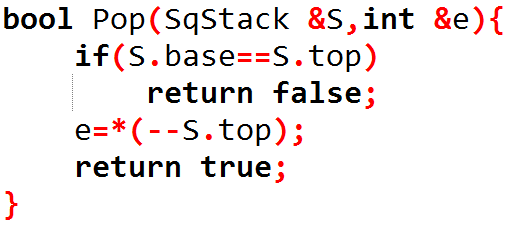 bool Pop(SqStack &S,int &e){
    if(S.base==S.top)
        return false;
    e=*(--S.top);
    return true;
}